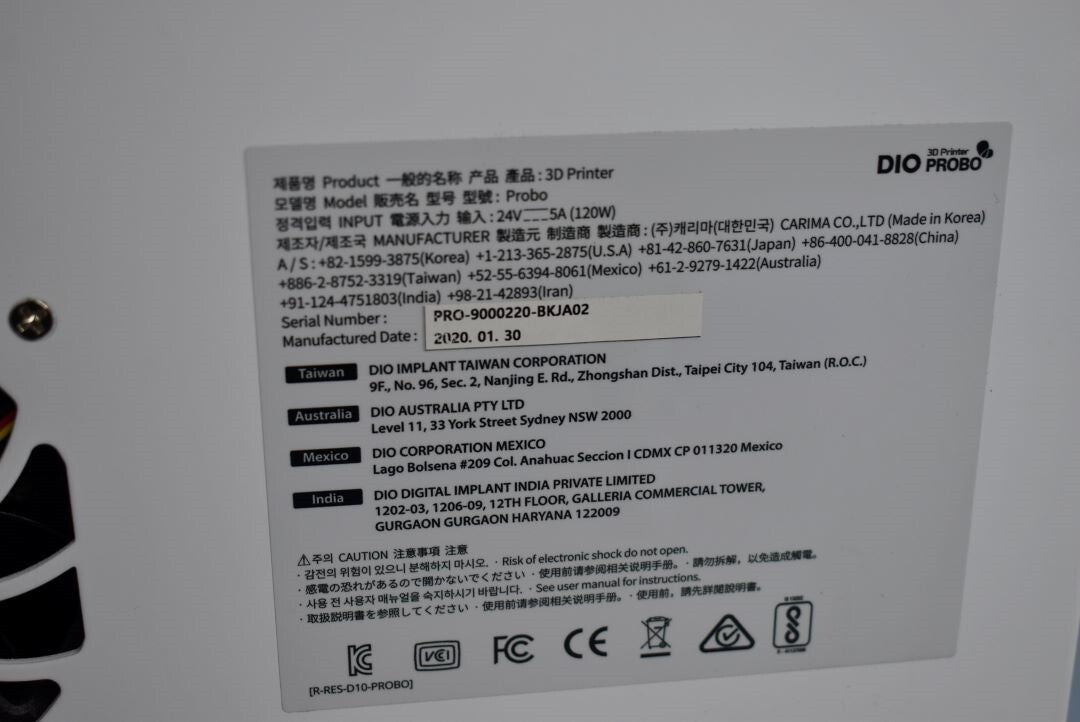 3D Printer
DIO PROBO
제품명 Product 一般的名称 产品 產品 : 3D Printer
모델명 Model 販売名 型号 型號 : Probo
정격입력 INPUT 電源入力 输入 : 24V⎓5A (120W)
제조자/제조국 MANUFACTURER 製造元 制造商 製造商 : (주)캐리마(대한민국) CARIMA CO.,LTD (Made in Korea)
A / S : +82-1599-3875(Korea) +1-213-365-2875(U.S.A) +81-42-860-7631(Japan) +86-400-041-8828(China)
+886-2-8752-3319(Taiwan) +52-55-6394-8061(Mexico) +61-2-9279-1422(Australia)
+91-124-4751803(India) +98-21-42893(Iran)
Serial Number : PRO-9000220-BKJA02
Manufactured Date : 2020. 01. 30
Taiwan DIO IMPLANT TAIWAN CORPORATION
9F., No. 96, Sec. 2, Nanjing E. Rd., Zhongshan Dist., Taipei City 104, Taiwan (R.O.C.)
Australia DIO AUSTRALIA PTY LTD
Level 11, 33 York Street Sydney NSW 2000
Mexico DIO CORPORATION MEXICO
Lago Bolsena #209 Col. Anahuac Seccion I CDMX CP 011320 Mexico
India DIO DIGITAL IMPLANT INDIA PRIVATE LIMITED
1202-03, 1206-09, 12TH FLOOR, GALLERIA COMMERCIAL TOWER,
GURGAON GURGAON HARYANA 122009
⚠주의 CAUTION 注意事項 注意
· 감전의 위험이 있으니 분해하지 마시오. · Risk of electronic shock do not open.
· 感電の恐れがあるので開かないでください · 使用前请参阅相关说明手册。 · 請勿拆解，以免造成觸電。
· 사용 전 사용자 매뉴얼을 숙지하시기 바랍니다. · See user manual for instructions.
· 取扱説明書を参照してください · 使用前请参阅相关说明手册。 · 使用前，請先詳閱說明書。
VCCI FC CE
[R-RES-D10-PROBO]